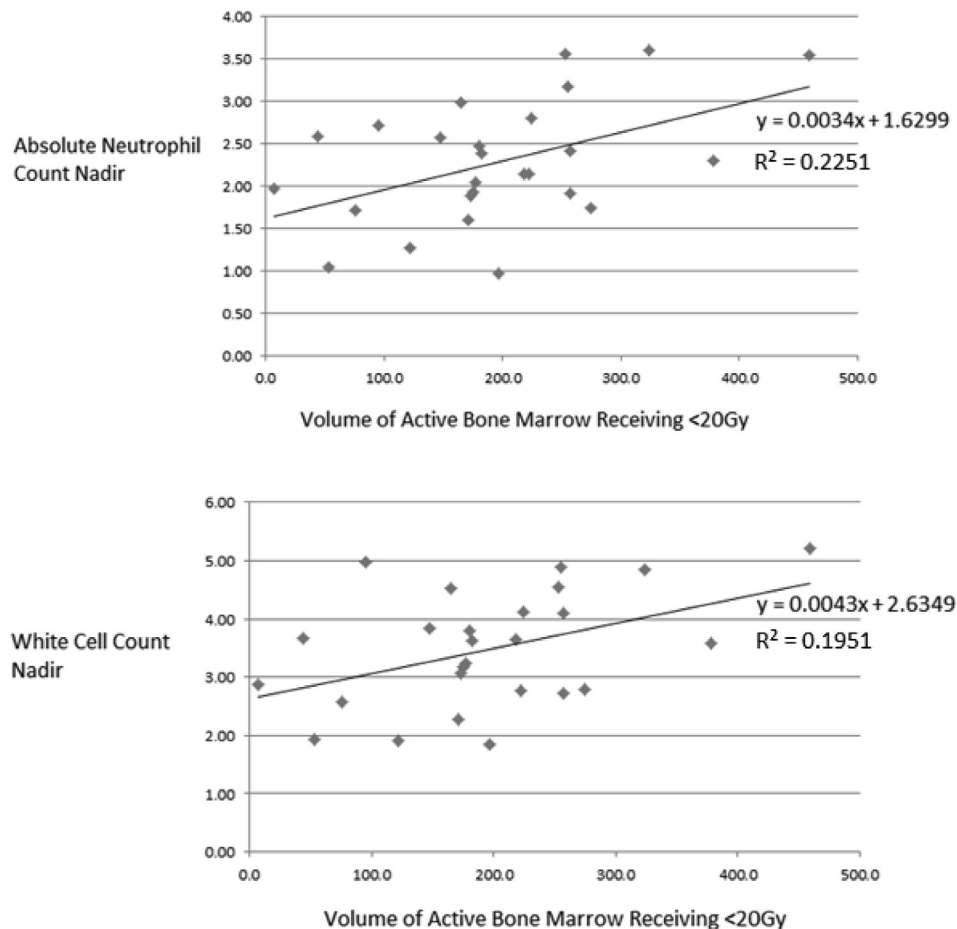 4.00
3.50
3.00
2.50
2.00
1.50
1.00
0.50
0.00
Absolute Neutrophil
Count Nadir
y = 0.0034x + 1.6299
R² = 0.2251
0.0 100.0 200.0 300.0 400.0 500.0
Volume of Active Bone Marrow Receiving <20Gy
6.00
5.00
4.00
3.00
2.00
1.00
0.00
White Cell Count
Nadir
y = 0.0043x + 2.6349
R² = 0.1951
0.0 100.0 200.0 300.0 400.0 500.0
Volume of Active Bone Marrow Receiving <20Gy